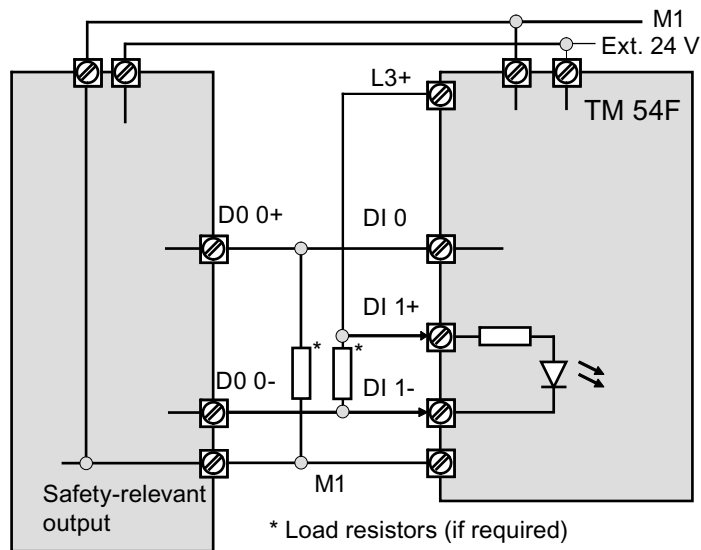 M1
Ext. 24 V
L3+
TM 54F
D0 0+
DI 0
DI 1+
*
*
D0 0-
DI 1-
M1
Safety-relevant
output
* Load resistors (if required)